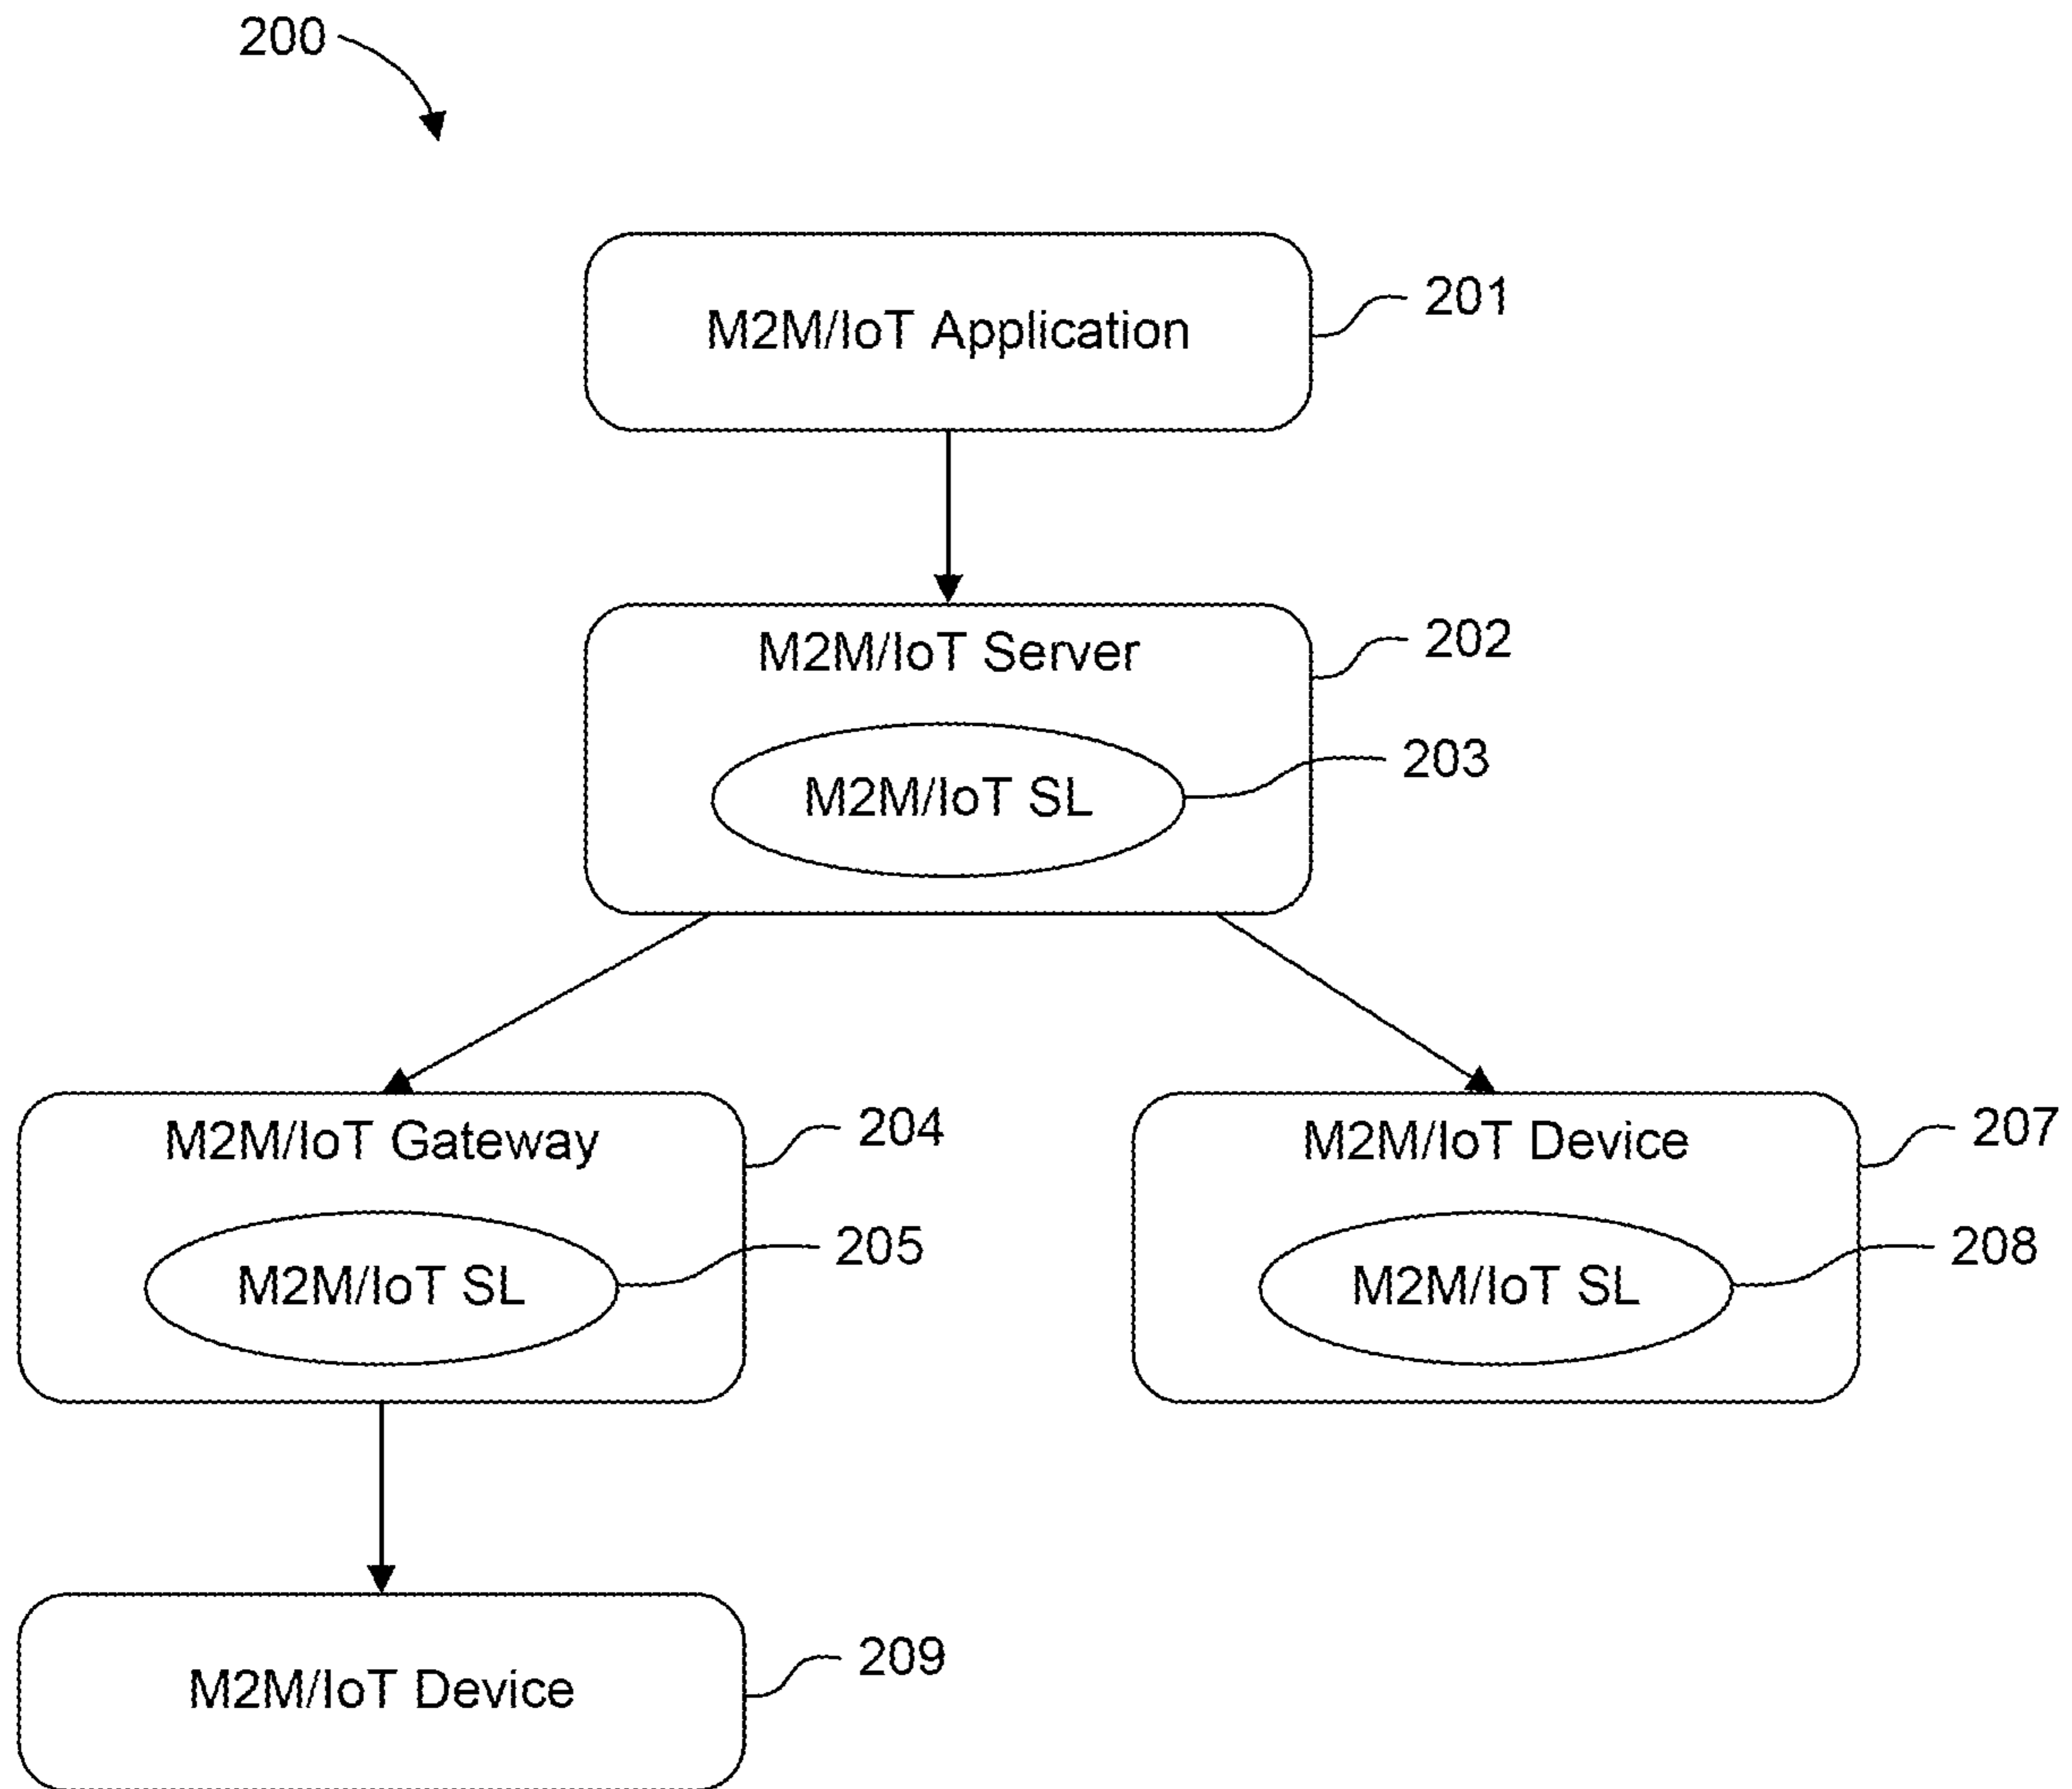 200
M2M/IoT Application
201
M2M/IoT Server
202
M2M/IoT SL
203
M2M/IoT Gateway
204
M2M/IoT Device
207
M2M/IoT SL
205
M2M/IoT SL
208
M2M/IoT Device
209